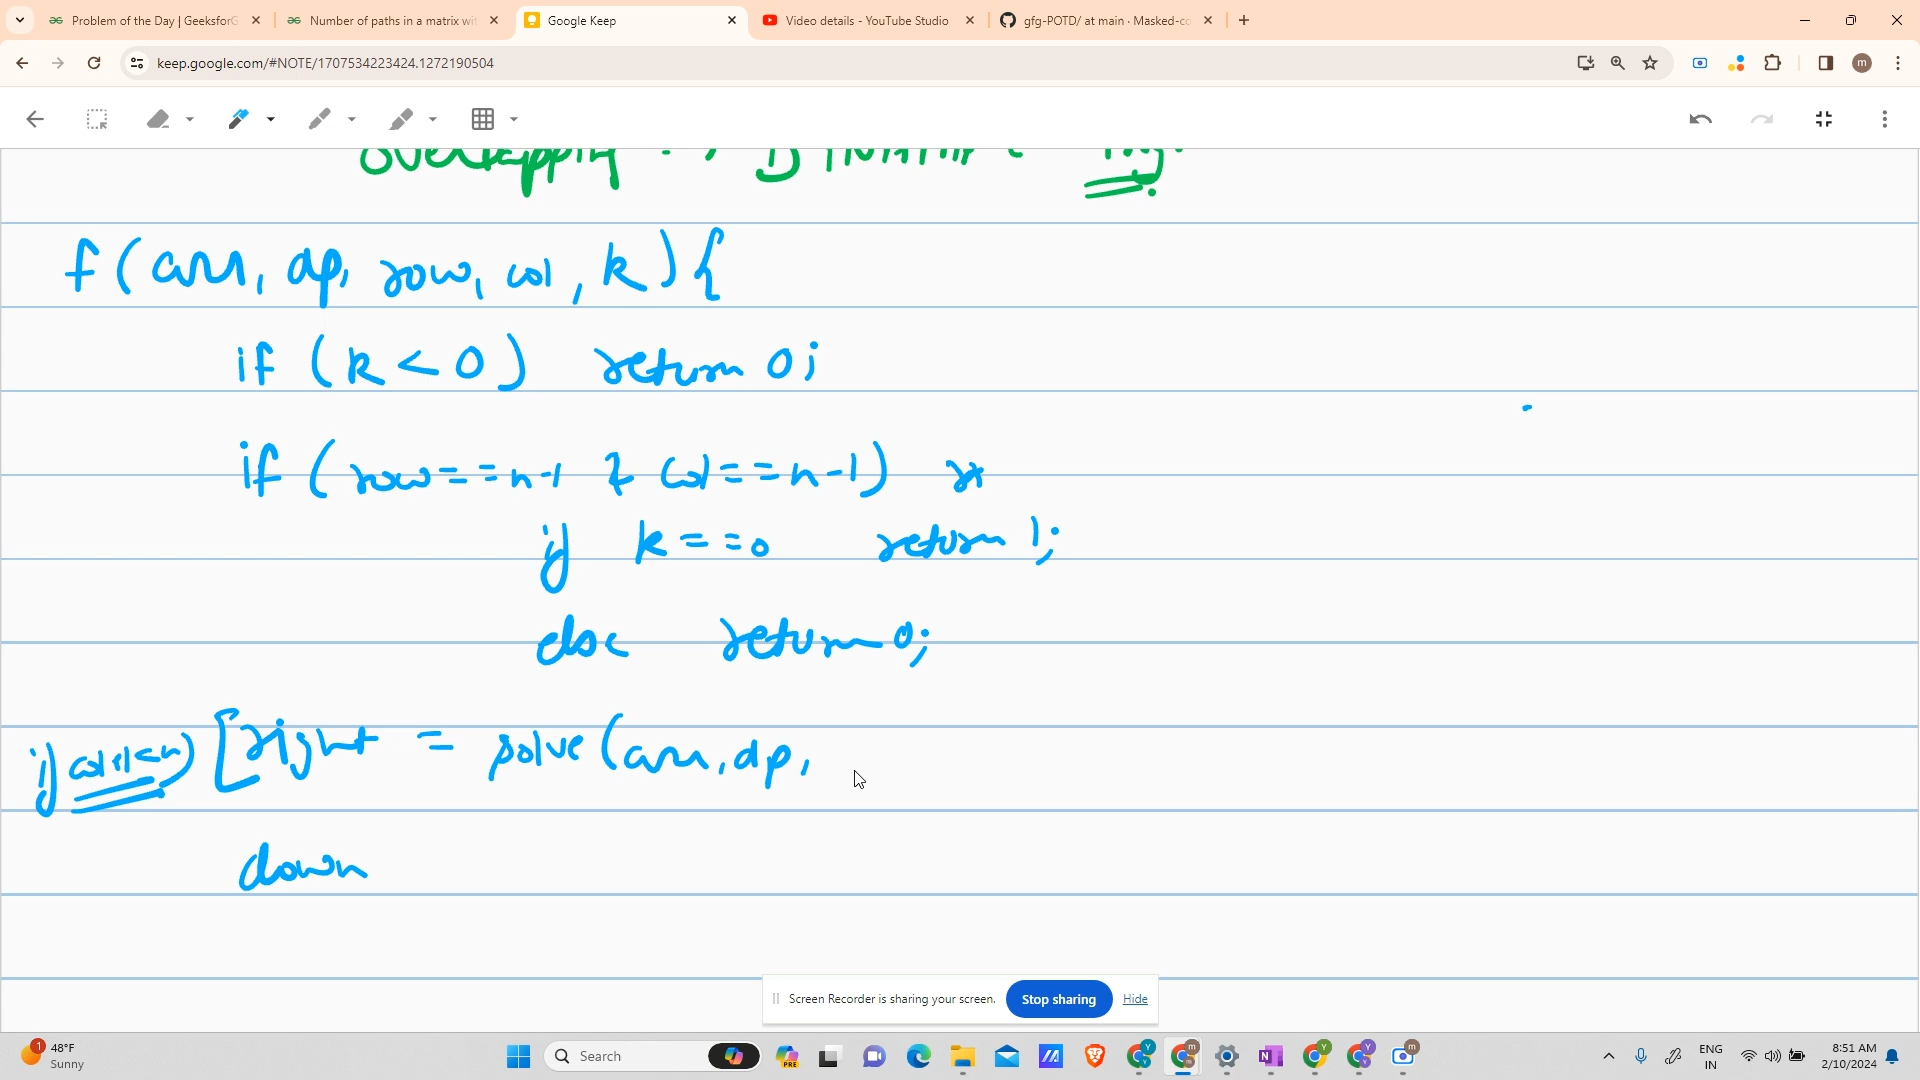 Problem of the Day | GeeksforG
Number of paths in a matrix wi
Google Keep
Video details - YouTube Studio
gfg-POTD/ at main · Masked-co
keep.google.com/#NOTE/1707534223424.1272190504
m
overlapping
f(arr, dp, row, col, k){
if (k<0) return 0;
if (row==n-1 & col==n-1)
if k==0 return 1;
else return 0;
if col+1<n) [right = solve(arr, dp,
down
Screen Recorder is sharing your screen.
Stop sharing
Hide
1
48°F
Sunny
Search
PRE
ENG
IN
8:51 AM
2/10/2024